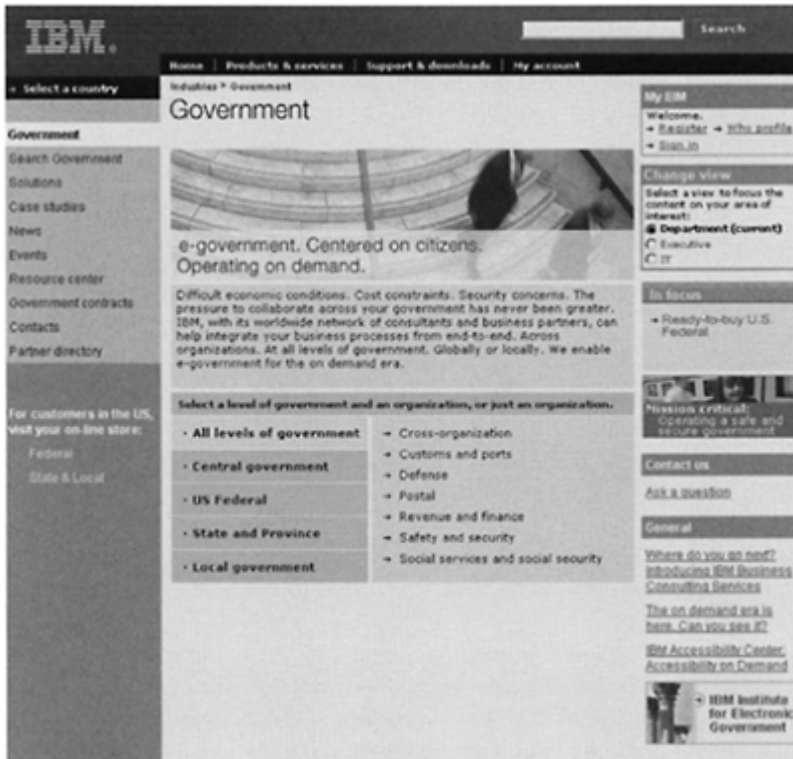 IBM
Search
Home | Products & services | Support & downloads | My account
Select a country
Industries > Government
Government
Government
Search Government
Solutions
Case studies
News
Events
Resource center
Government contracts
Contacts
Partner directory
For customers in the US,
visit your on-line store:
Federal
State & Local
e-government. Centered on citizens.
Operating on demand.
Difficult economic conditions. Cost constraints. Security concerns. The
pressure to collaborate across your government has never been greater.
IBM, with its worldwide network of consultants and business partners, can
help integrate your business processes from end-to-end. Across
organizations. At all levels of government. Globally or locally. We enable
e-government for the on demand era.
Select a level of government and an organization, or just an organization.
All levels of government
Central government
US Federal
State and Province
Local government
Cross-organization
Customs and ports
Defense
Postal
Revenue and finance
Safety and security
Social services and social security
My IBM
Welcome.
Register Why profile
Sign in
Change view
Select a view to focus the
content on your area of
interest:
Department (current)
Executive
IT
In focus
Ready-to-buy U.S.
Federal
Mission critical:
Operating a safe and
secure government
Contact us
Ask a question
General
Where do you go next?
Introducing IBM Business
Consulting Services
The on demand era is
here. Can you see it?
IBM Accessibility Center:
Accessibility on Demand
IBM Institute
for Electronic
Government